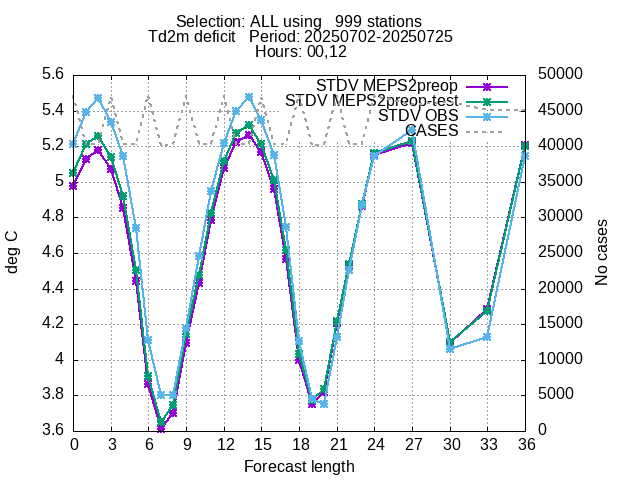 Selection: ALL using   999 stations
Td2m deficit   Period: 20250702-20250725
Hours: 00,12
STDV MEPS2preop
STDV MEPS2preop-test
STDV OBS
CASES
5.6
5.4
5.2
5
4.8
4.6
4.4
4.2
4
3.8
3.6
deg C
50000
45000
40000
35000
30000
25000
20000
15000
10000
5000
0
No cases
0 3 6 9 12 15 18 21 24 27 30 33 36
Forecast length